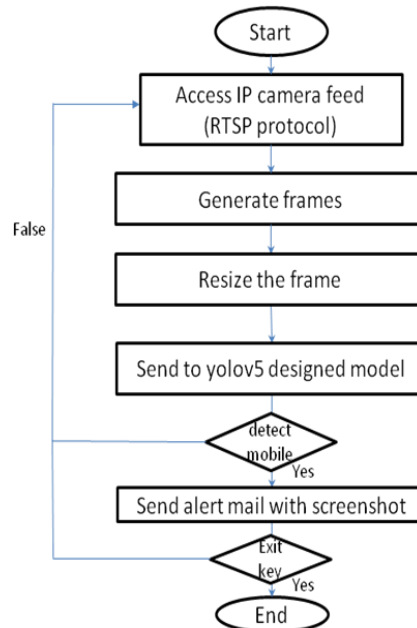 Start
Access IP camera feed
(RTSP protocol)
Generate frames
Resize the frame
False
Send to yolov5 designed model
detect
mobile
Yes
Send alert mail with screenshot
Exit
key
Yes
End